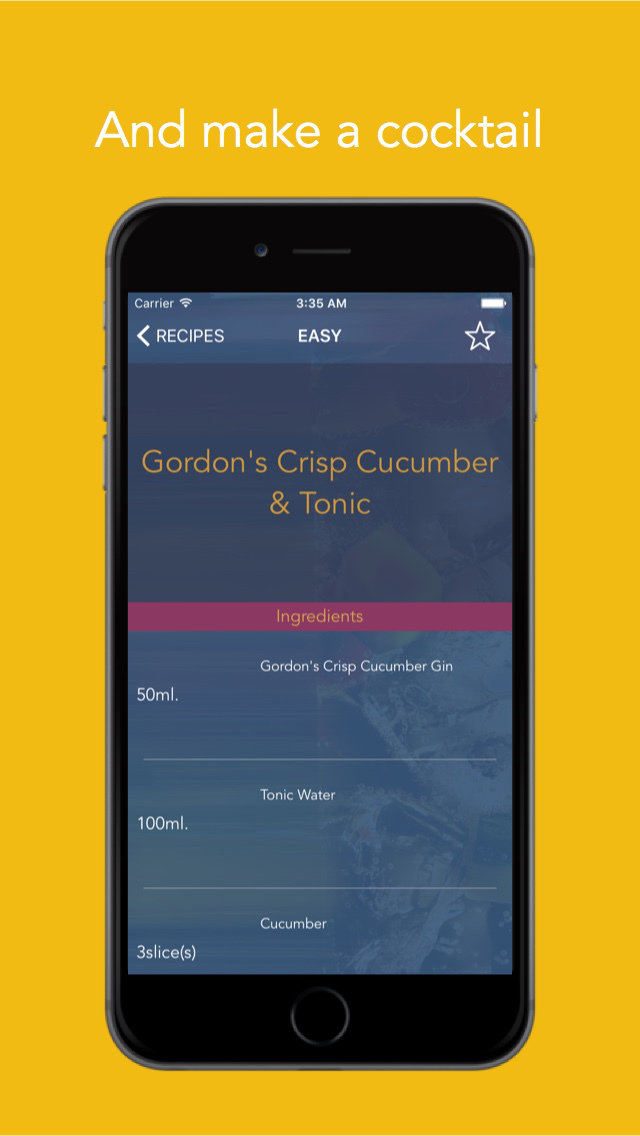 And make a cocktail
Carrier 3:35 AM
RECIPES EASY
Gordon's Crisp Cucumber
& Tonic
Ingredients
Gordon's Crisp Cucumber Gin
50ml.
Tonic Water
100ml.
Cucumber
3slice(s)